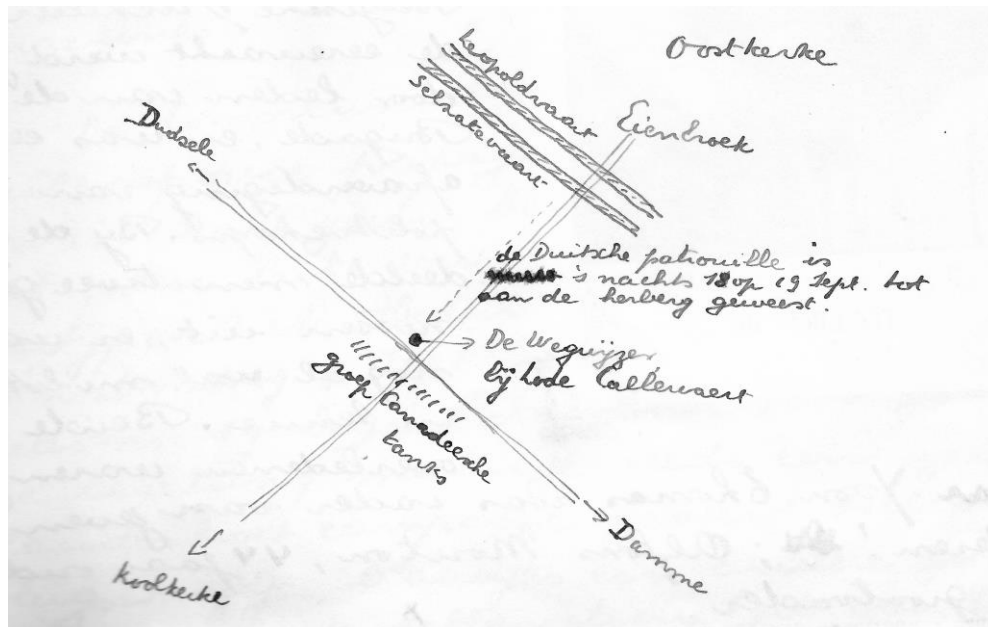 Oostkerke
Leopoldvaart
Selzatevaart
Eienbroek
Dudzele
de Duitsche patrouille is
's nachts 18 op 19 Sept. tot
aan de herberg geweest.
De Wegwijzer
bij Lode Callewaert
groep Canadeesche
tanks
Damme
Koolkerke